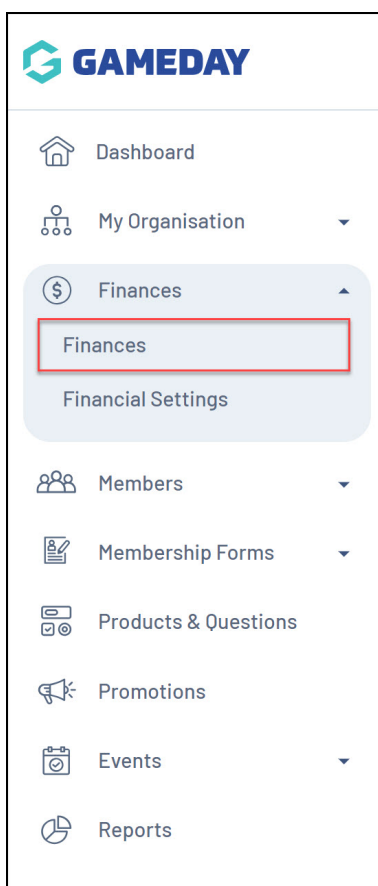 GAMEDAY
Dashboard
My Organisation
Finances
Finances
Financial Settings
Members
Membership Forms
Products & Questions
Promotions
Events
Reports